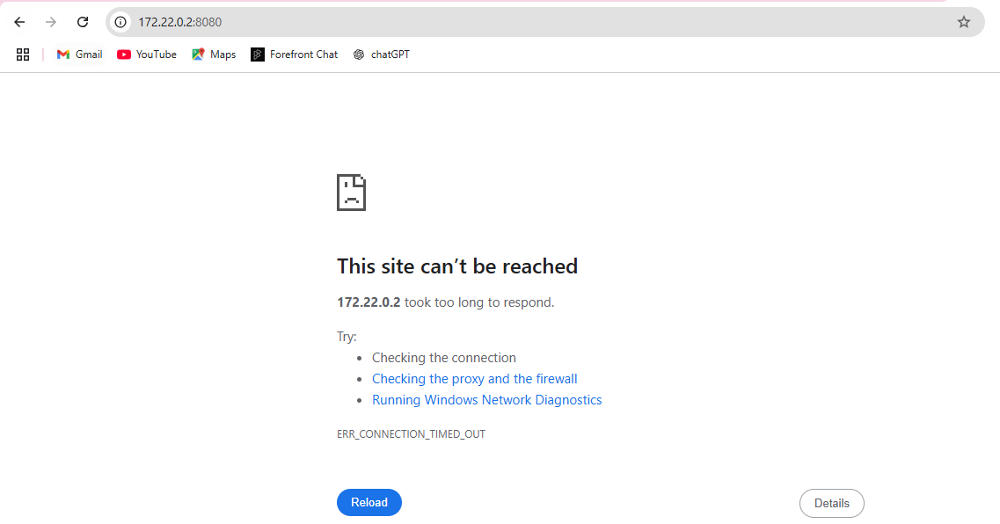 172.22.0.2:8080
Gmail YouTube Maps Forefront Chat chatGPT
This site can’t be reached
172.22.0.2 took too long to respond.
Try:
• Checking the connection
• Checking the proxy and the firewall
• Running Windows Network Diagnostics
ERR_CONNECTION_TIMED_OUT
Reload Details